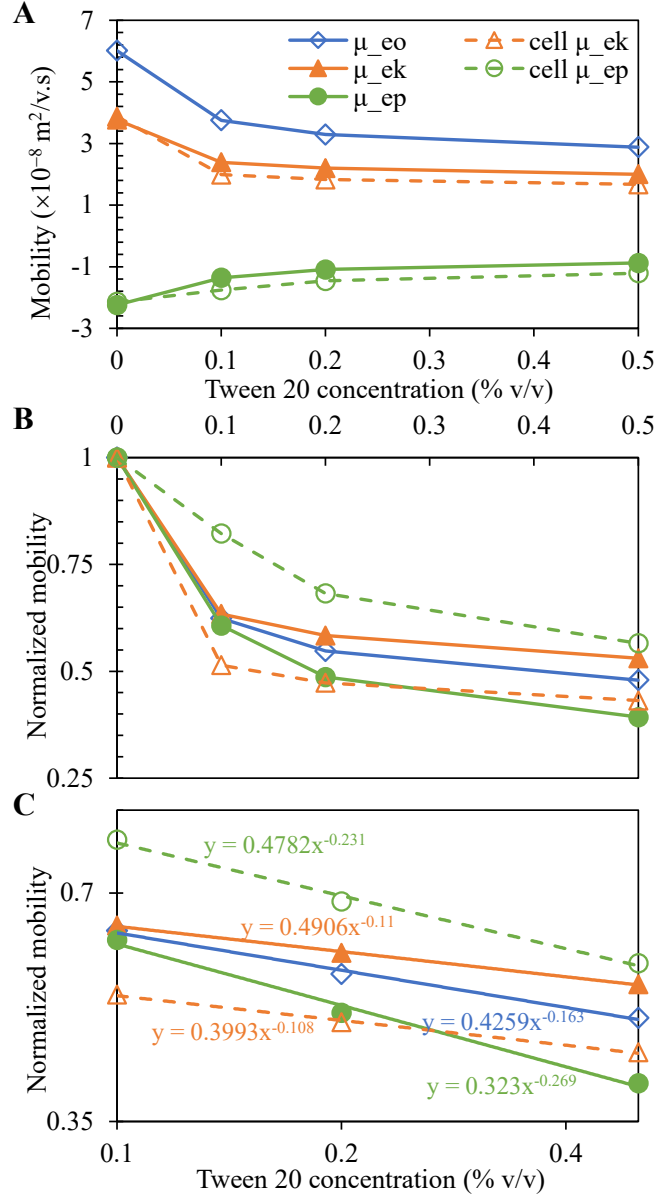 A
Mobility (×10⁻⁸ m²/v.s)
7
5
3
1
-1
-3
μ_eo
cell μ_ek
μ_ek
cell μ_ep
μ_ep
0 0.1 0.2 0.3 0.4 0.5
Tween 20 concentration (% v/v)
B
0 0.1 0.2 0.3 0.4 0.5
Normalized mobility
1
0.75
0.5
0.25
C
Normalized mobility
0.7
0.35
y = 0.4782x^-0.231
y = 0.4906x^-0.11
y = 0.4259x^-0.163
y = 0.3993x^-0.108
y = 0.323x^-0.269
0.1 0.2 0.4
Tween 20 concentration (% v/v)